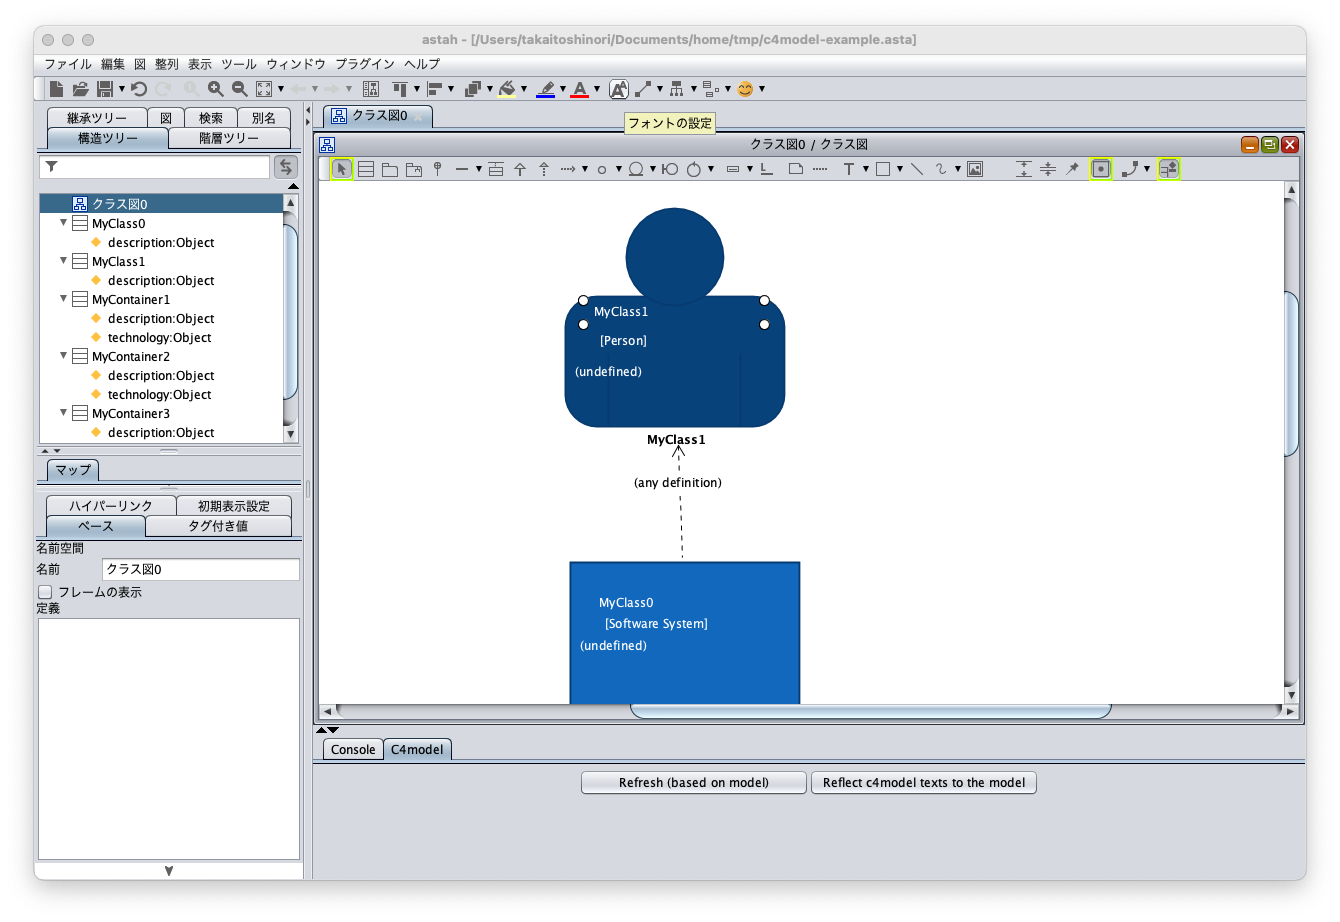 astah - [/Users/takaitoshinori/Documents/home/tmp/c4model-example.asta]
ファイル 編集 図 整列 表示 ツール ウィンドウ プラグイン ヘルプ
継承ツリー 図 検索 別名
構造ツリー 階層ツリー
クラス図0
MyClass0
description:Object
MyClass1
description:Object
MyContainer1
description:Object
technology:Object
MyContainer2
description:Object
technology:Object
MyContainer3
description:Object
マップ
ハイパーリンク 初期表示設定
ベース タグ付き値
名前空間
名前 クラス図0
フレームの表示
定義
クラス図0
フォントの設定
クラス図0 / クラス図
MyClass1
[Person]
(undefined)
MyClass1
(any definition)
MyClass0
[Software System]
(undefined)
Console C4model
Refresh (based on model) Reflect c4model texts to the model